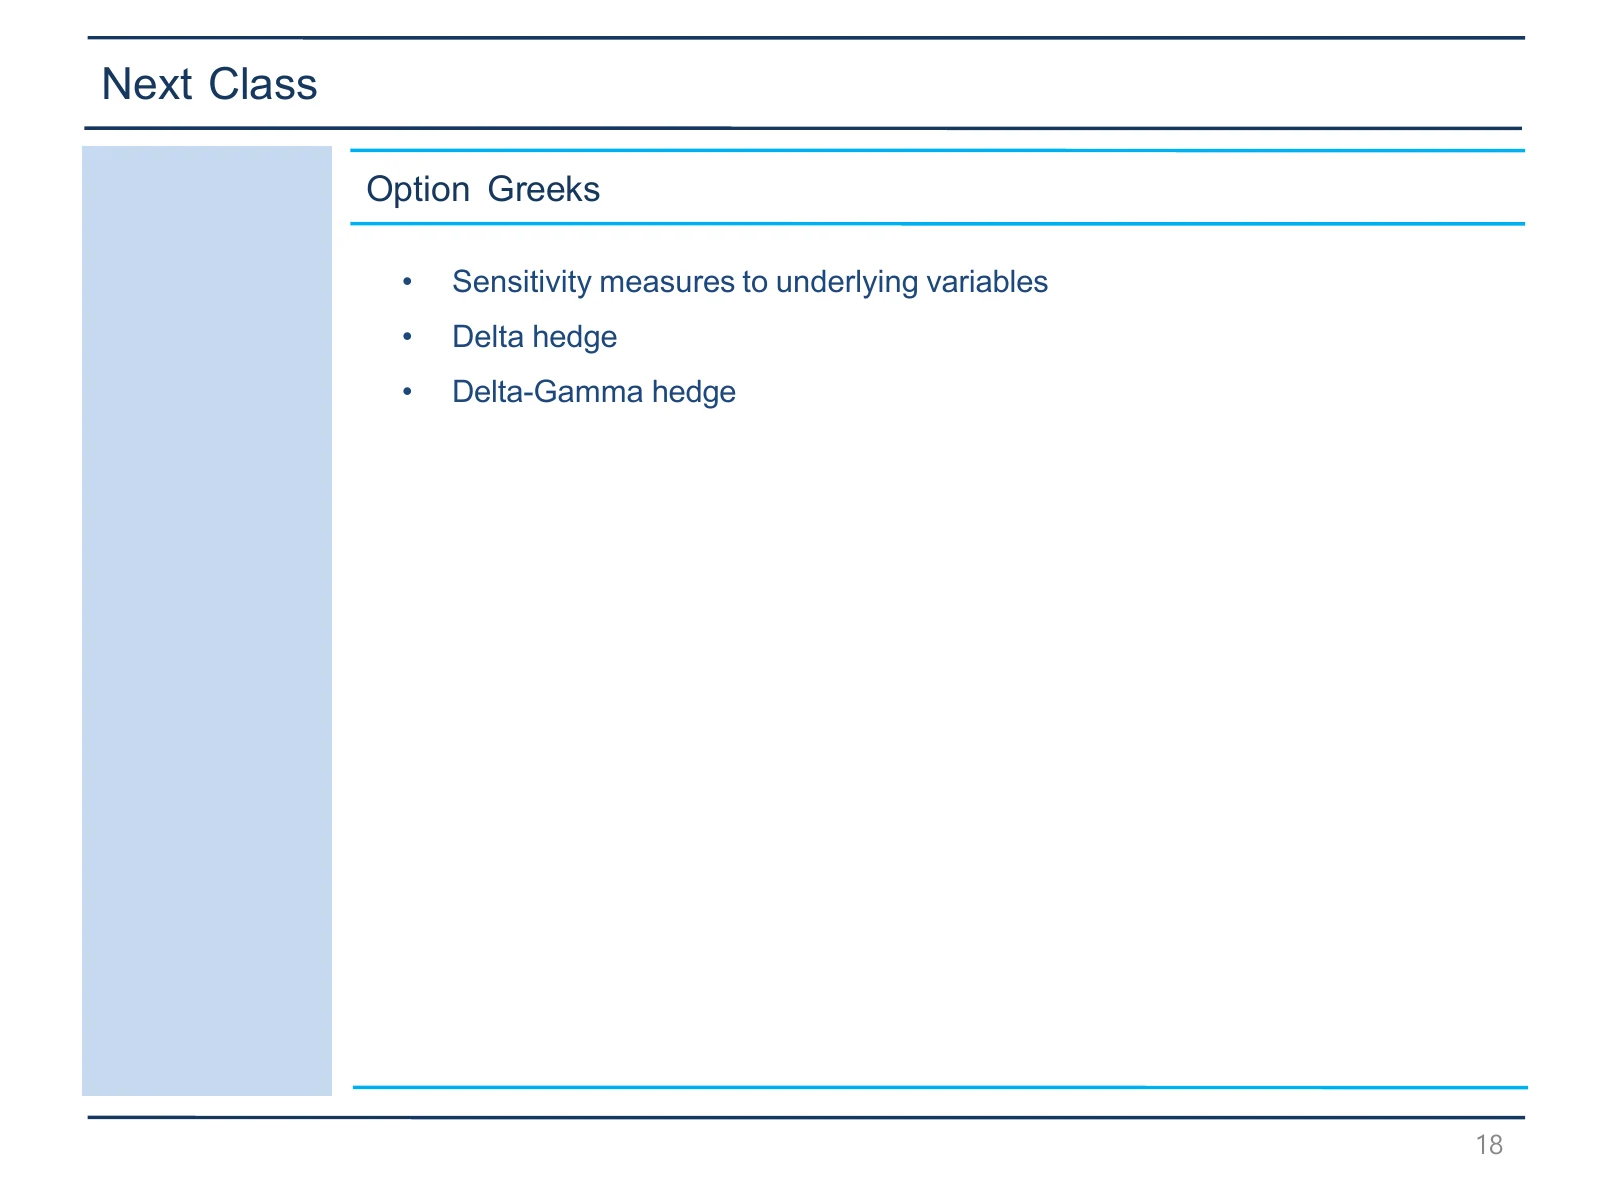 Next Class
Option Greeks
• Sensitivity measures to underlying variables
• Delta hedge
• Delta-Gamma hedge
18